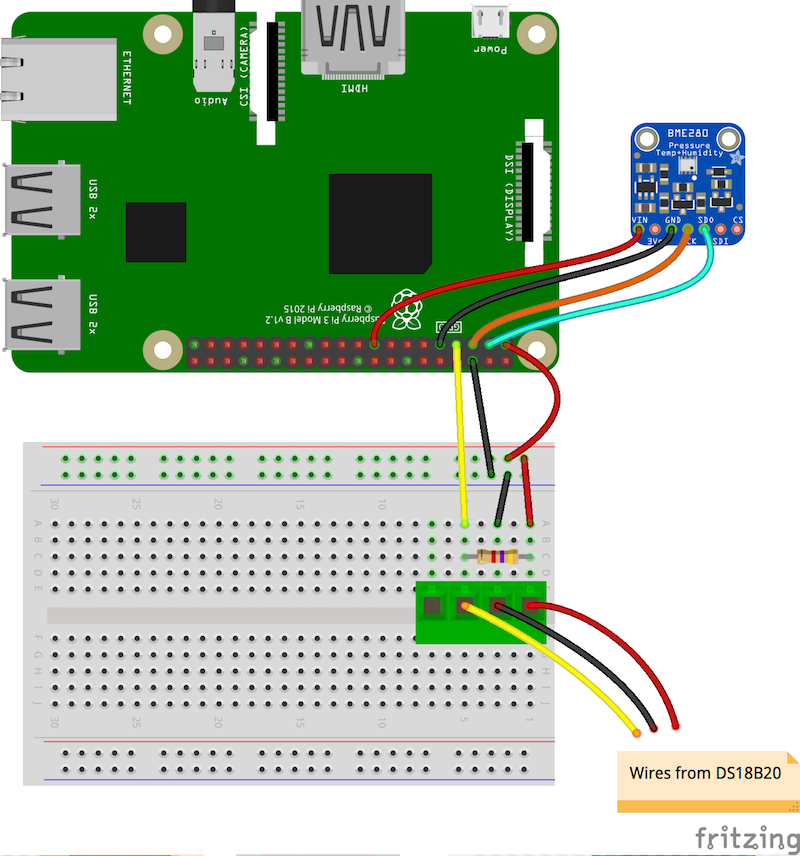 ETHERNET
Audio
CSI (CAMERA)
HDMI
Power
USB 2x
USB 2x
DSI (DISPLAY)
Raspberry Pi 3 Model B v1.2
© Raspberry Pi 2015
BME280
Pressure
Temp+Humidity
VIN GND SDO CS
3Vo SCK SDI
30 25 20 15 10
A A
B B
C C
D D
E
F
G G
H H
I I
J J
30 25 20 15 10 5 1
Wires from DS18B20
fritzing